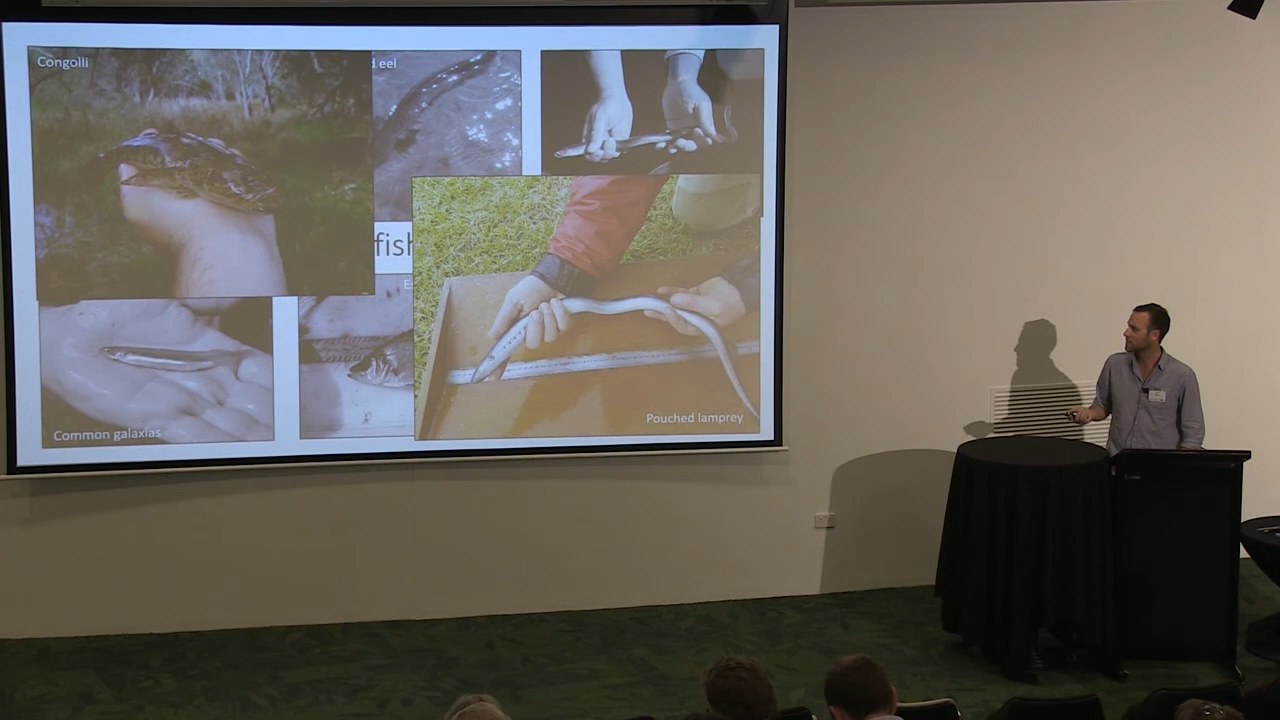 Congolli
eel
fish
Common galaxias
Pouched lamprey